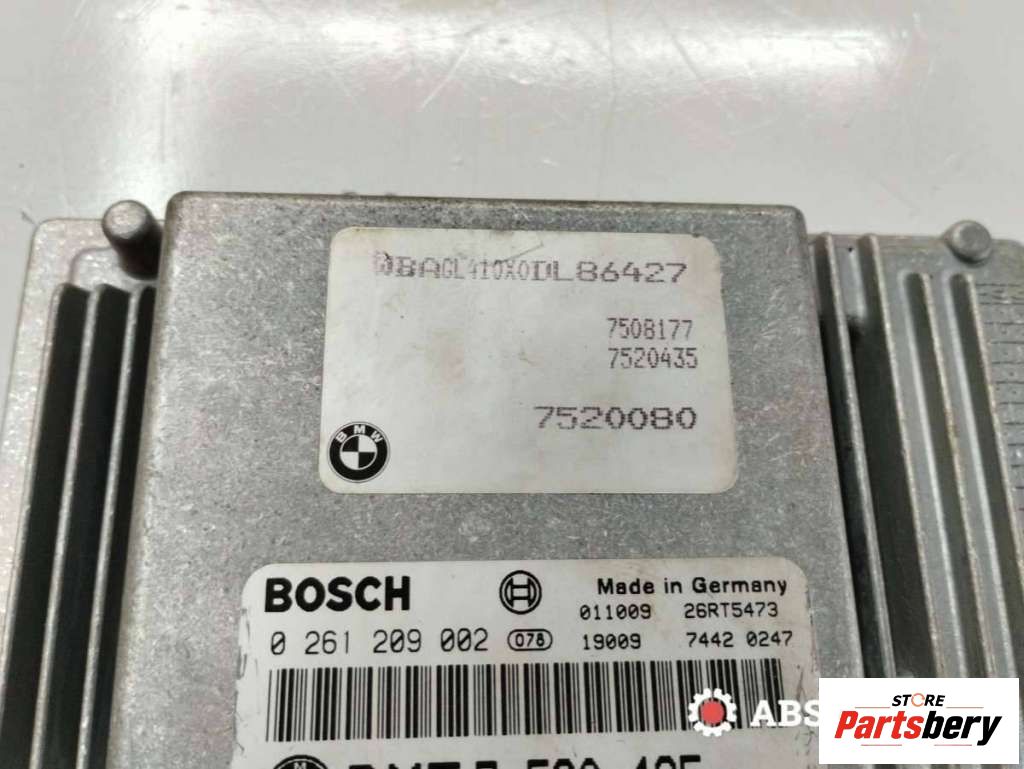 WBAGL410X0DL86427
7508177
7520435
7520080
BMW
BOSCH
Made in Germany
011009 26RT5473
0 261 209 002 078 19009 7442 0247
ABS
STORE
Partsbery